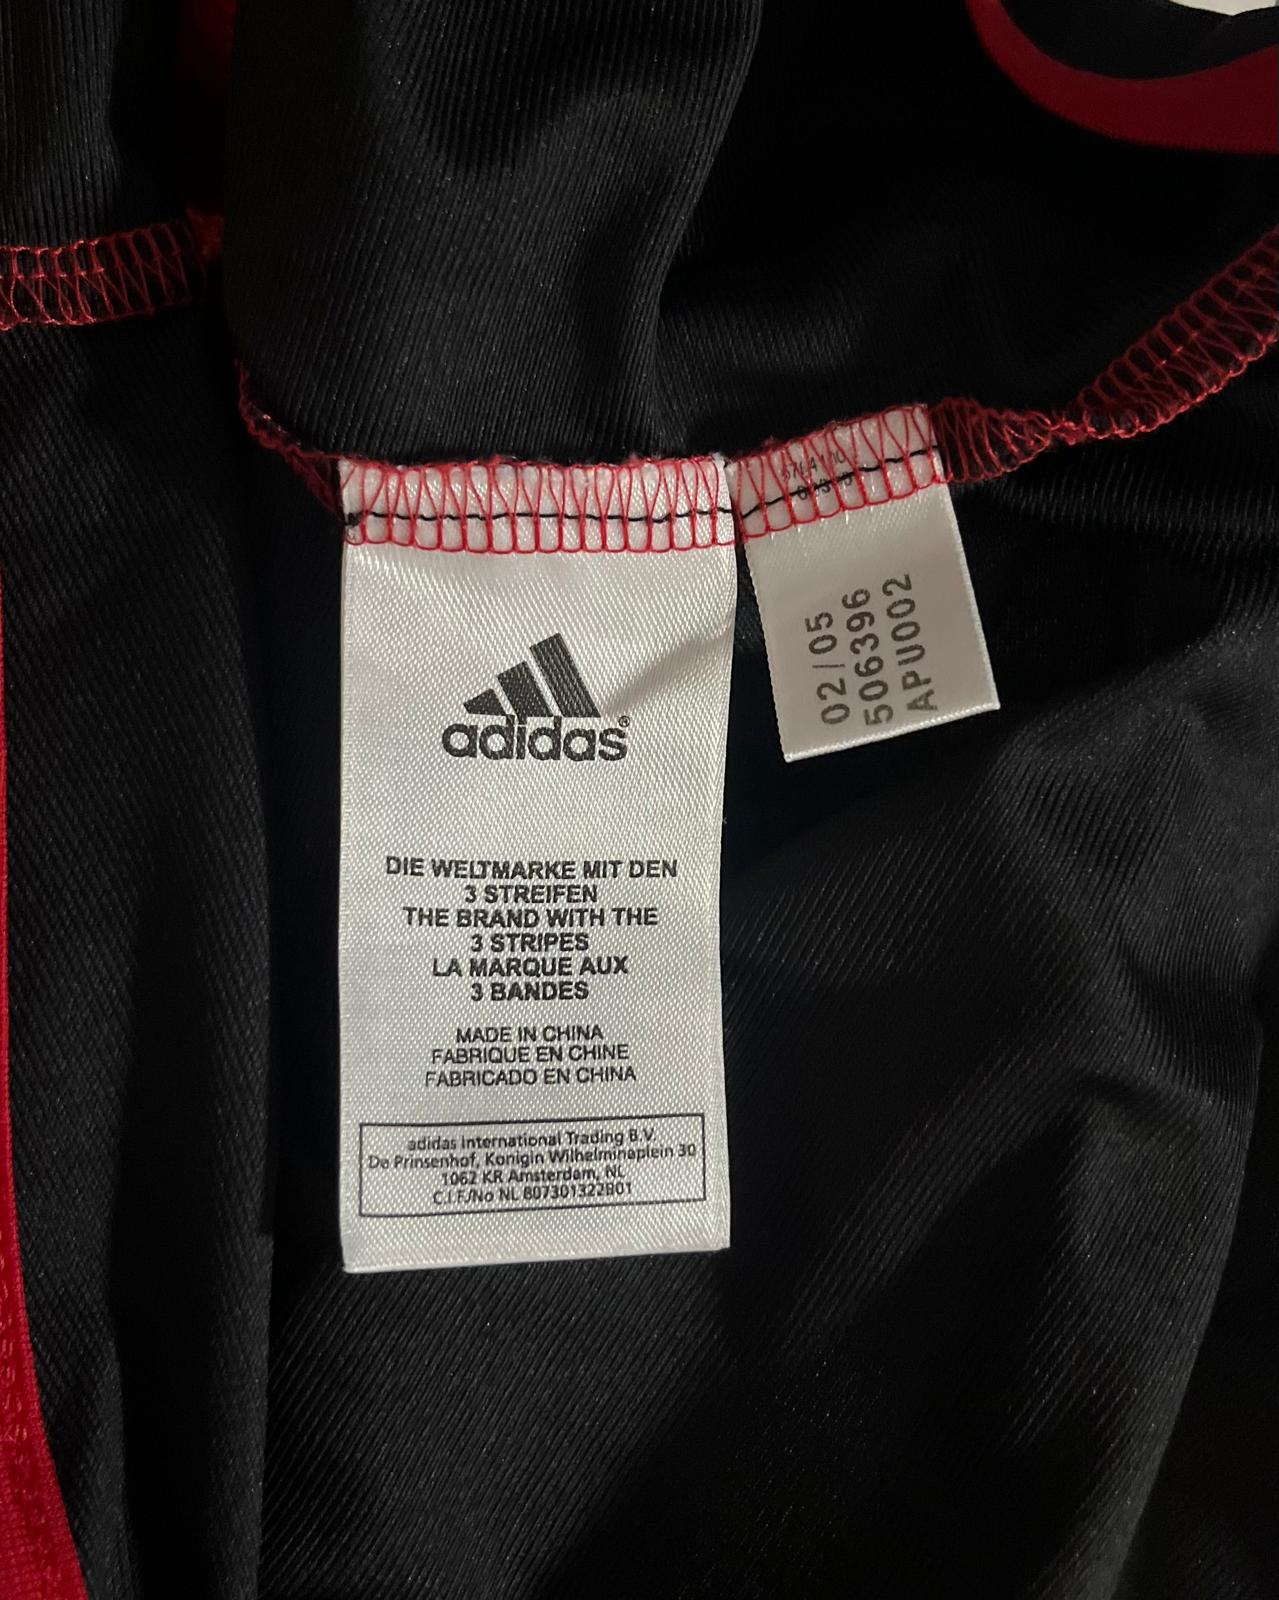 adidas®
DIE WELTMARKE MIT DEN
3 STREIFEN
THE BRAND WITH THE
3 STRIPES
LA MARQUE AUX
3 BANDES
MADE IN CHINA
FABRIQUE EN CHINE
FABRICADO EN CHINA
adidas International Trading B.V.
De Prinsenhof, Konigin Wilhelminaplein 30
1062 KR Amsterdam, NL
C.I.F./No NL 807301322B01
02/05
506396
APU002